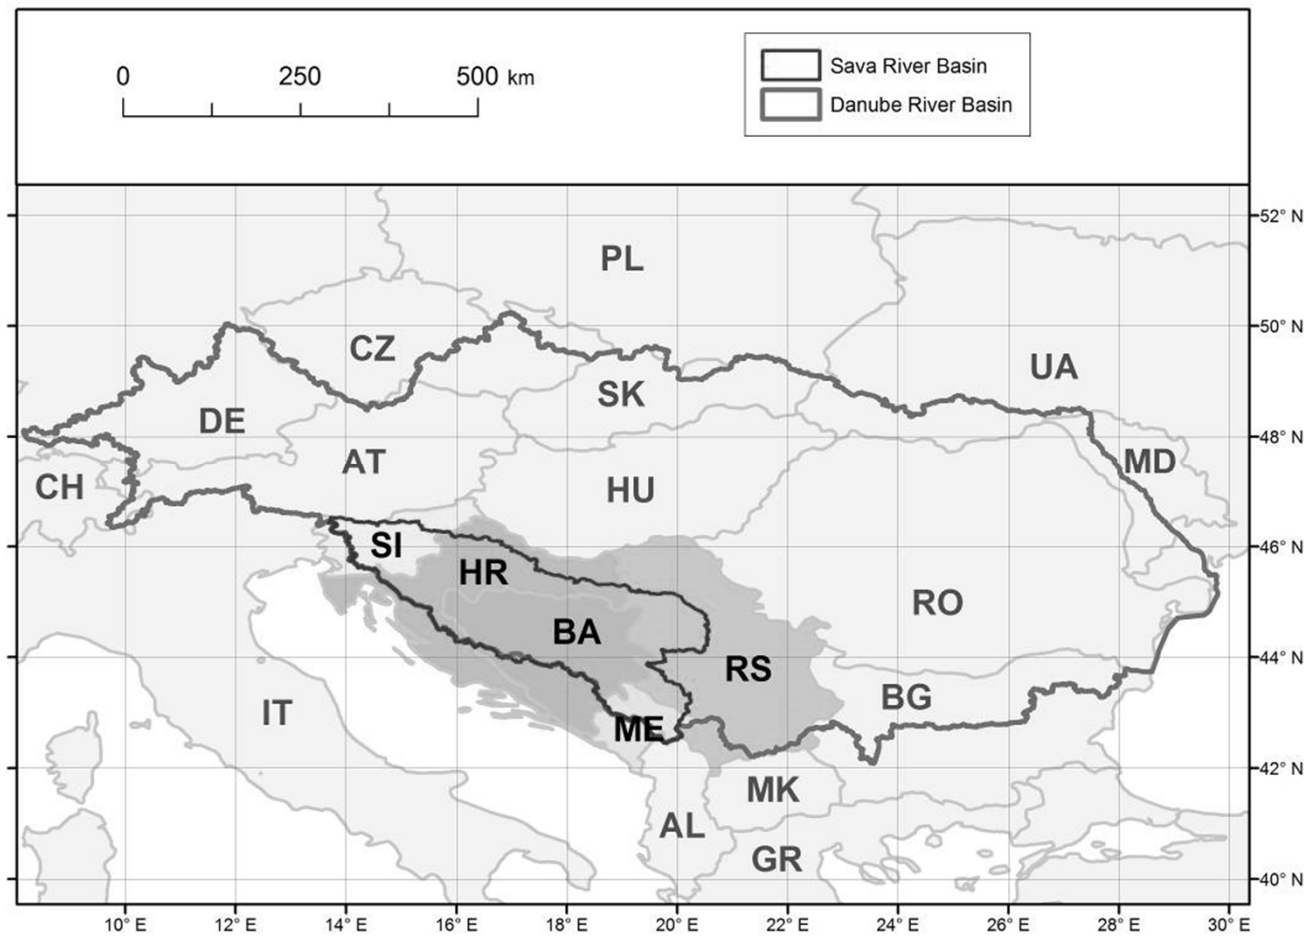 0 250 500 km
Sava River Basin
Danube River Basin
52° N
PL
50° N
CZ
UA
SK
DE
48° N
AT
MD
CH
HU
46° N
SI
HR
RO
BA
44° N
RS
BG
IT
ME
42° N
MK
AL
GR
40° N
10° E 12° E 14° E 16° E 18° E 20° E 22° E 24° E 26° E 28° E 30° E